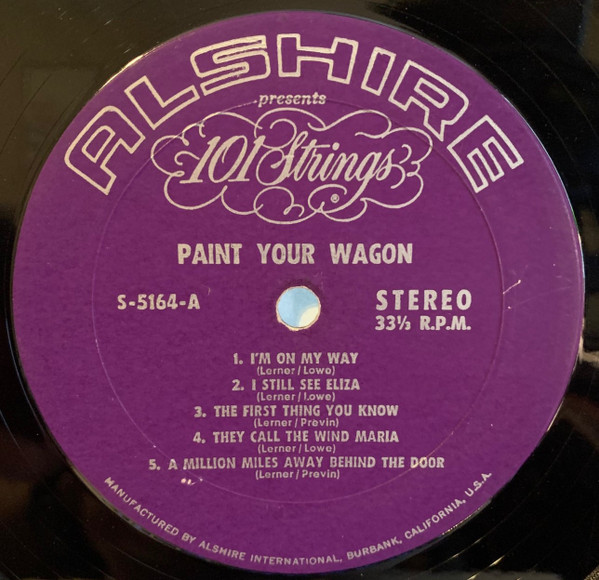 ALSHIRE
presents
101 Strings
®
PAINT YOUR WAGON
S-5164-A
STEREO
33⅓ R.P.M.
1. I'M ON MY WAY
(Lerner/Lowe)
2. I STILL SEE ELIZA
(Lerner/Lowe)
3. THE FIRST THING YOU KNOW
(Lerner/Previn)
4. THEY CALL THE WIND MARIA
(Lerner/Lowe)
5. A MILLION MILES AWAY BEHIND THE DOOR
(Lerner/Previn)
MANUFACTURED BY ALSHIRE INTERNATIONAL, BURBANK, CALIFORNIA, U.S.A.